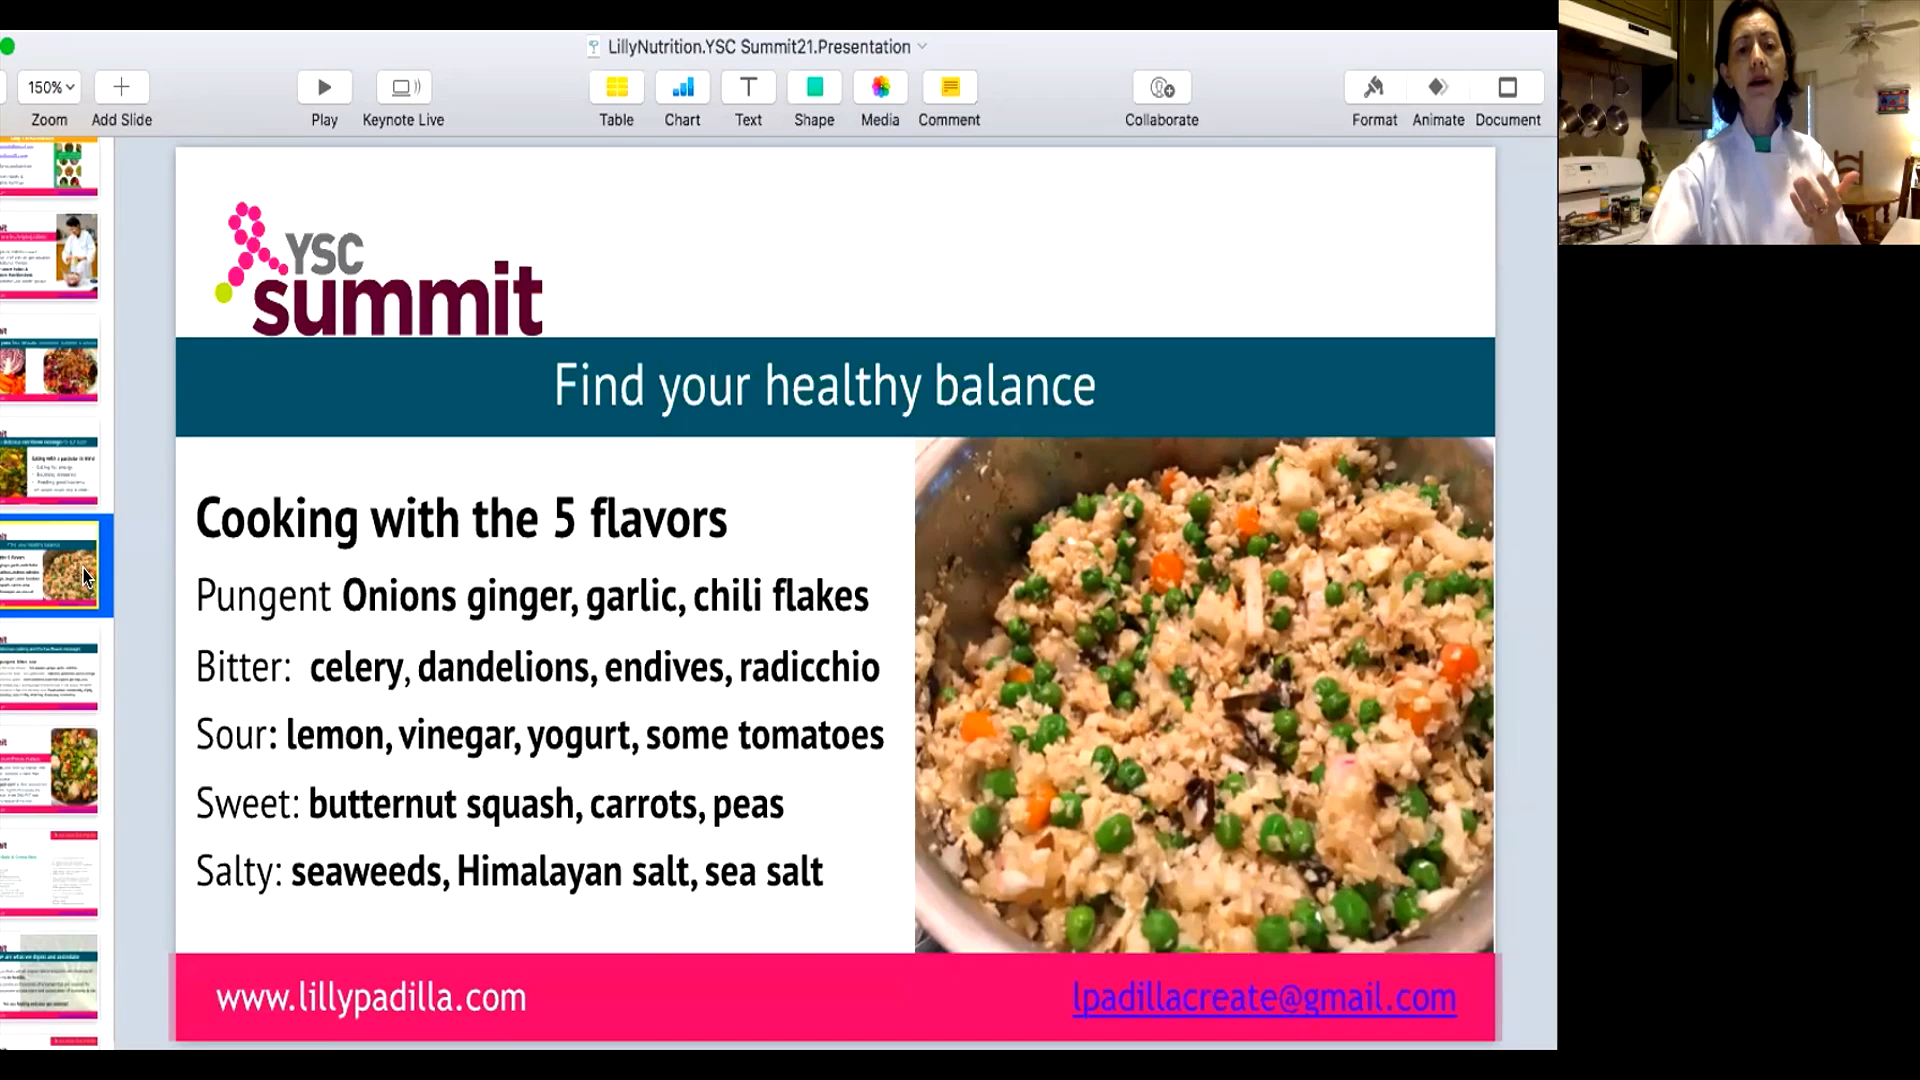 LillyNutrition.YSC Summit21.Presentation
150%
Zoom
Add Slide
Play
Keynote Live
Table
Chart
Text
Shape
Media
Comment
Collaborate
Format
Animate
Document
YSC
summit
Find your healthy balance
Cooking with the 5 flavors
Pungent Onions ginger, garlic, chili flakes
Bitter: celery, dandelions, endives, radicchio
Sour: lemon, vinegar, yogurt, some tomatoes
Sweet: butternut squash, carrots, peas
Salty: seaweeds, Himalayan salt, sea salt
www.lillypadilla.com
lpadillacreate@gmail.com